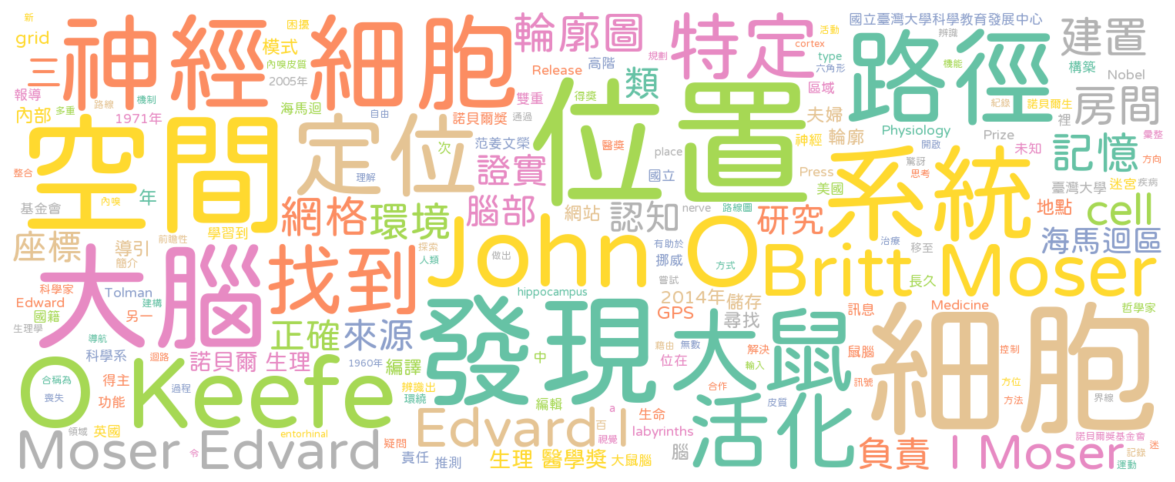 新
困擾
grid
神經細胞
輪廓圖
特定
路徑
國立臺灣大學科學教育發展中心
辨識
建置
三
模式
內嗅皮質
2005年
Release
高階
規劃
活動
cortex
type
六角形
機能
構築
Nobel
報導
類
內部
多重
路線
機制
1971年
海馬迴
自由
雙重
諾貝爾獎
得獎
通過
區域
夫婦
紀錄
諾貝爾生
裡
房間
彙整
空間
定位
位置
范姜文榮
次
醫獎
神經
輪廓
Physiology
開啟
Prize
未知
方向
系統
記憶
整合
理解
證實
place
國立
Press
驚訝
思考
美國
臺灣大學
疾病
迷宮
基金會
內嗅
年
學習到
網格
環境
腦部
網站
認知
nerve
路線圖
研究
地點
cell
座標
導引
簡介
前瞻性
探索
人類
做出
John O
有助於
挪威
嘗試
治療
方式
移至
長久
海馬迴區
大腦
找到
Britt Moser
科學家
Edward
國籍
Tolman
建構
另一
hippocampus
2014年
儲存
GPS
尋找
訊息
Medicine
哲學家
生理學
導航
迴路
正確
來源
發現
中
大鼠
藉由
無數
解決
鼠腦
控制
細胞
科學系
諾貝爾
生理
1960年
編譯
位在
合作
輸入
訊號
方位
方法
合稱為
喪失
得主
過程
功能
O Keefe
辨識出
環繞
編輯
a
百
生命
皮質
活化
界線
領域
英國
entorhinal
Edvard I
視覺
labyrinths
疑問
腦
諾貝爾獎基金會
迷
Moser Edvard
令
責任
推測
生理
醫學獎
大鼠腦
負責
I Moser
記錄
運動